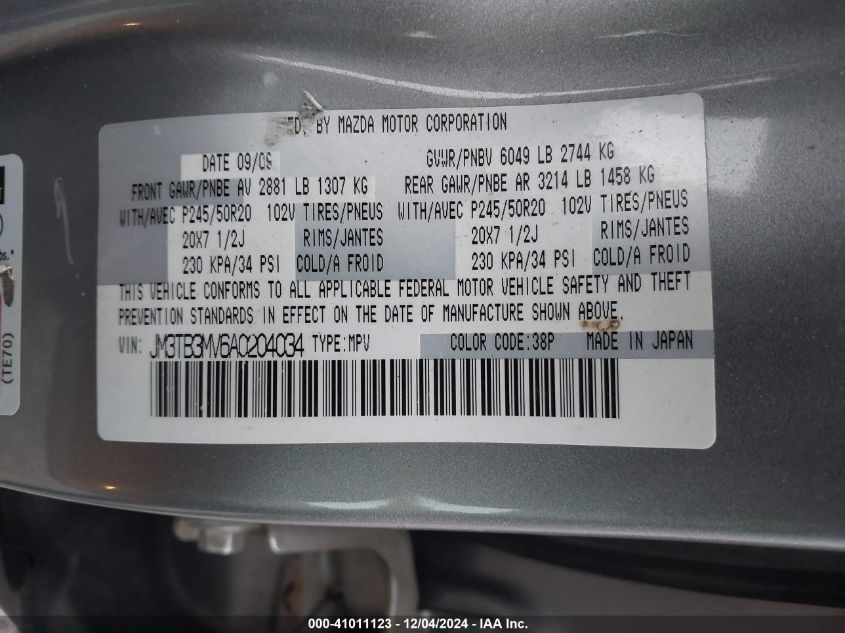 BY MAZDA MOTOR CORPORATION
DATE 09/09 GVWR/PNBV 6049 LB 2744 KG
FRONT GAWR/PNBE AV 2881 LB 1307 KG REAR GAWR/PNBE AR 3214 LB 1458 KG
WITH/AVEC P245/50R20 102V TIRES/PNEUS WITH/AVEC P245/50R20 102V TIRES/PNEUS
20X7 1/2J RIMS/JANTES 20X7 1/2J RIMS/JANTES
230 KPA/34 PSI COLD/A FROID 230 KPA/34 PSI COLD/A FROID
THIS VEHICLE CONFORMS TO ALL APPLICABLE FEDERAL MOTOR VEHICLE SAFETY AND THEFT
PREVENTION STANDARDS IN EFFECT ON THE DATE OF MANUFACTURE SHOWN ABOVE.
VIN: JM3TB3MV6A0204034 TYPE:MPV COLOR CODE:38P MADE IN JAPAN
(TE70)
000-41011123 - 12/04/2024 - IAA Inc.